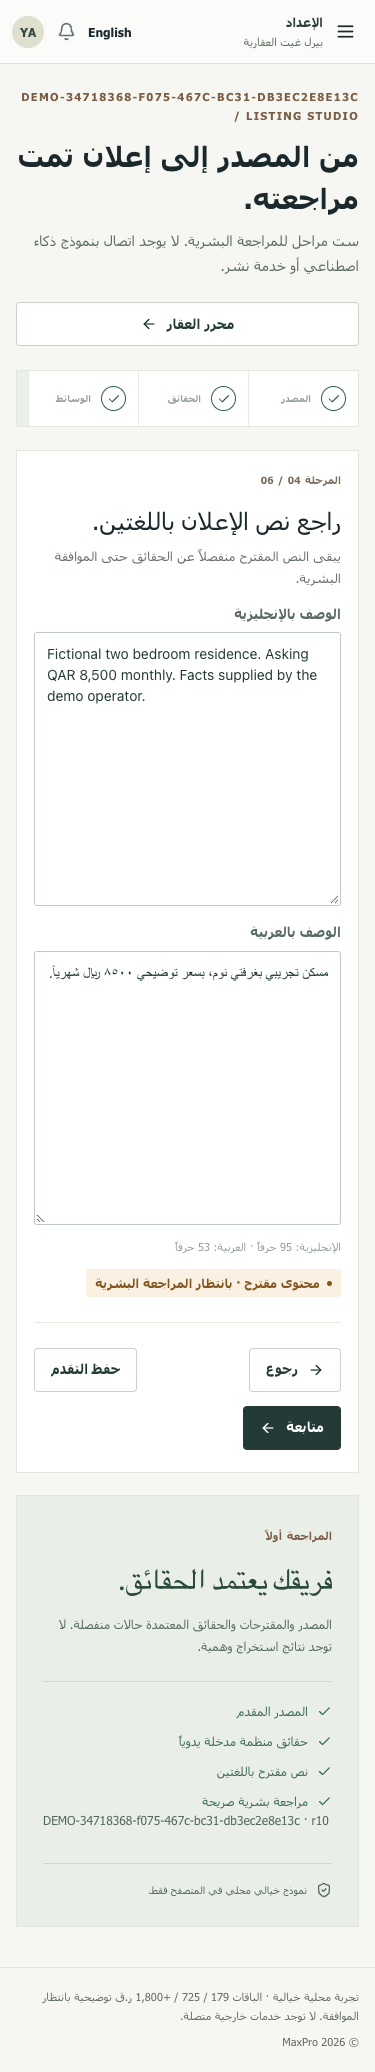 الإعداد
بيرل غيت العقارية
English
YA
DEMO-34718368-F075-467C-BC31-DB3EC2E8E13C
/ LISTING STUDIO
من المصدر إلى إعلان تمت
مراجعته.
ست مراحل للمراجعة البشرية. لا يوجد اتصال بنموذج ذكاء
اصطناعي أو خدمة نشر.
محرر العقار
المصدر
الحقائق
الوسائط
المرحلة 04 / 06
راجع نص الإعلان باللغتين.
يبقى النص المقترح منفصلاً عن الحقائق حتى الموافقة
البشرية.
الوصف بالإنجليزية
Fictional two bedroom residence. Asking
QAR 8,500 monthly. Facts supplied by the
demo operator.
الوصف بالعربية
مسكن تجريبي بغرفتي نوم، بسعر توضيحي ٨٥٠٠ ريال شهرياً.
الإنجليزية: 95 حرفاً · العربية: 53 حرفاً
محتوى مقترح · بانتظار المراجعة البشرية
رجوع
حفظ التقدم
متابعة
المراجعة أولاً
فريقك يعتمد الحقائق.
المصدر والمقترحات والحقائق المعتمدة حالات منفصلة. لا
توجد نتائج استخراج وهمية.
المصدر المقدم
حقائق منظمة مدخلة يدوياً
نص مقترح باللغتين
مراجعة بشرية صريحة
DEMO-34718368-f075-467c-bc31-db3ec2e8e13c · r10
نموذج خيالي محلي في المتصفح فقط.
تجربة محلية خيالية · الباقات 179 / 725 / +1,800 ر.ق توضيحية بانتظار
الموافقة. لا توجد خدمات خارجية متصلة.
© 2026 MaxPro